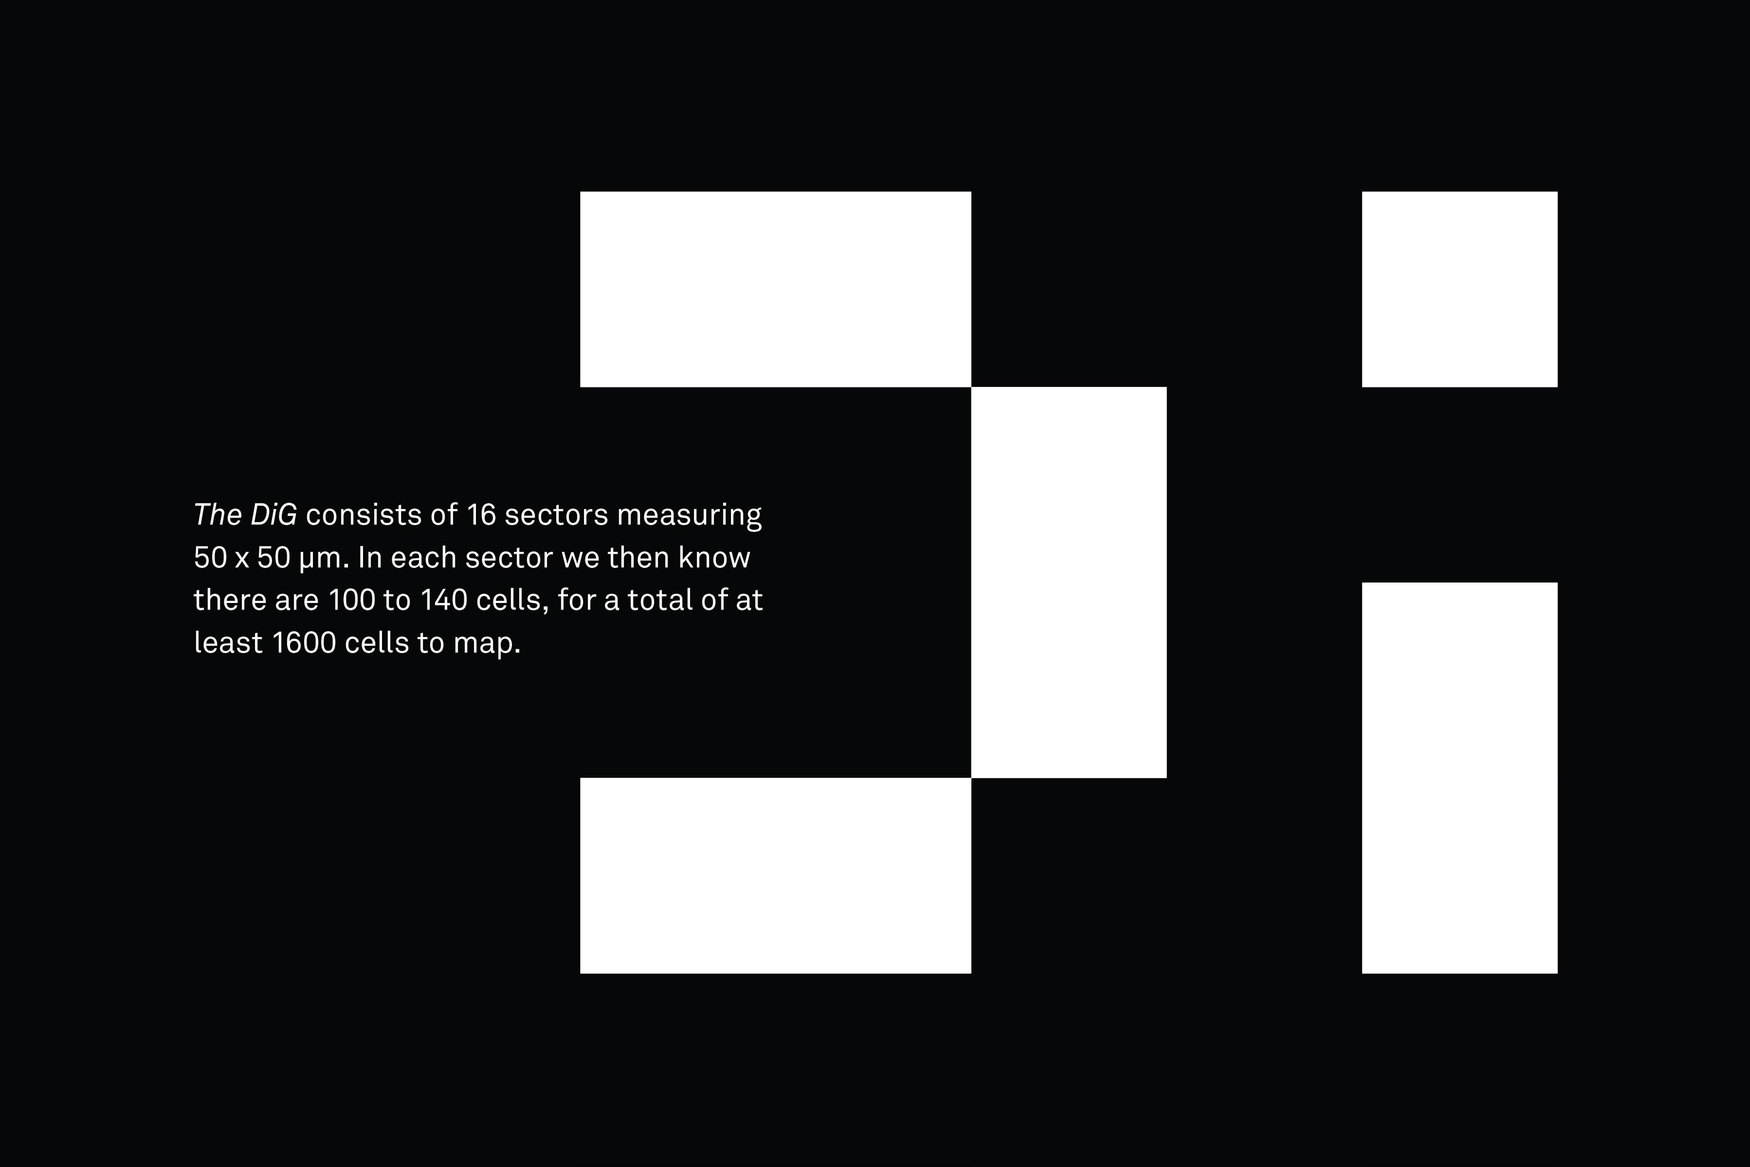 The DiG consists of 16 sectors measuring
50 x 50 µm. In each sector we then know
there are 100 to 140 cells, for a total of at
least 1600 cells to map.